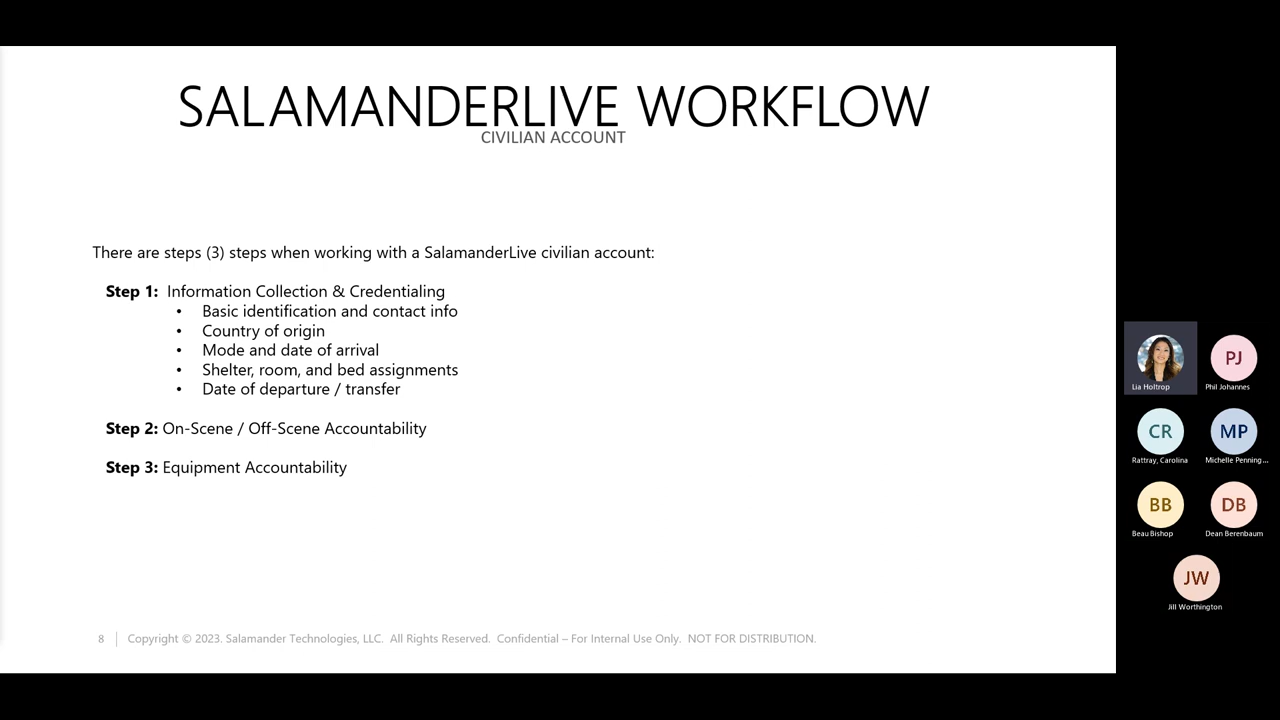 SALAMANDERLIVE WORKFLOW
CIVILIAN ACCOUNT
There are steps (3) steps when working with a SalamanderLive civilian account:
Step 1: Information Collection & Credentialing
• Basic identification and contact info
• Country of origin
• Mode and date of arrival
• Shelter, room, and bed assignments
• Date of departure / transfer
Step 2: On-Scene / Off-Scene Accountability
Step 3: Equipment Accountability
8 Copyright © 2023. Salamander Technologies, LLC. All Rights Reserved. Confidential – For Internal Use Only. NOT FOR DISTRIBUTION.
Lia Holtrop
PJ
Phil Johannes
CR
Rattray, Carolina
MP
Michelle Penning...
BB
Beau Bishop
DB
Dean Berenbaum
JW
Jill Worthington